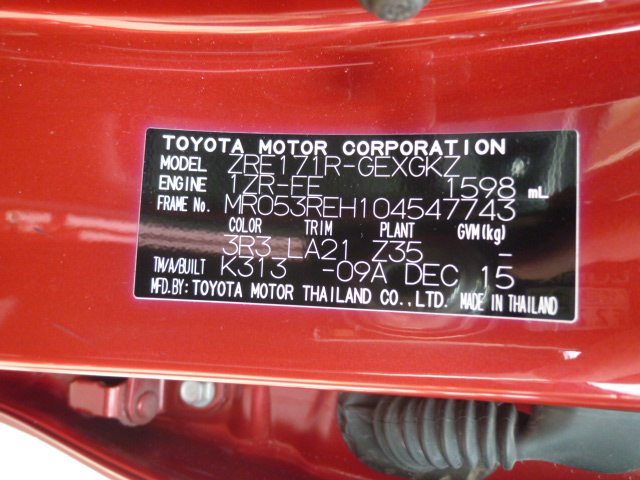 TOYOTA MOTOR CORPORATION
MODEL ZRE171R-GEXGKZ
ENGINE 1ZR-FE 1598 mL
FRAME No. MR053REH104547743
COLOR TRIM PLANT GVM(kg)
3R3 LA21 Z35 -
TM/A/BUILT K313 -09A DEC 15
MFD.BY: TOYOTA MOTOR THAILAND CO.,LTD. MADE IN THAILAND